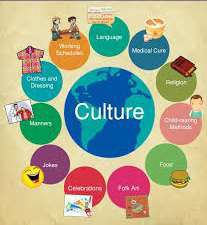 Language
Medical Cure
Religion
Child-rearing
Methods
Food
Folk Art
Celebrations
Jokes
Manners
Clothes and
Dressing
Working
Schedules
Culture